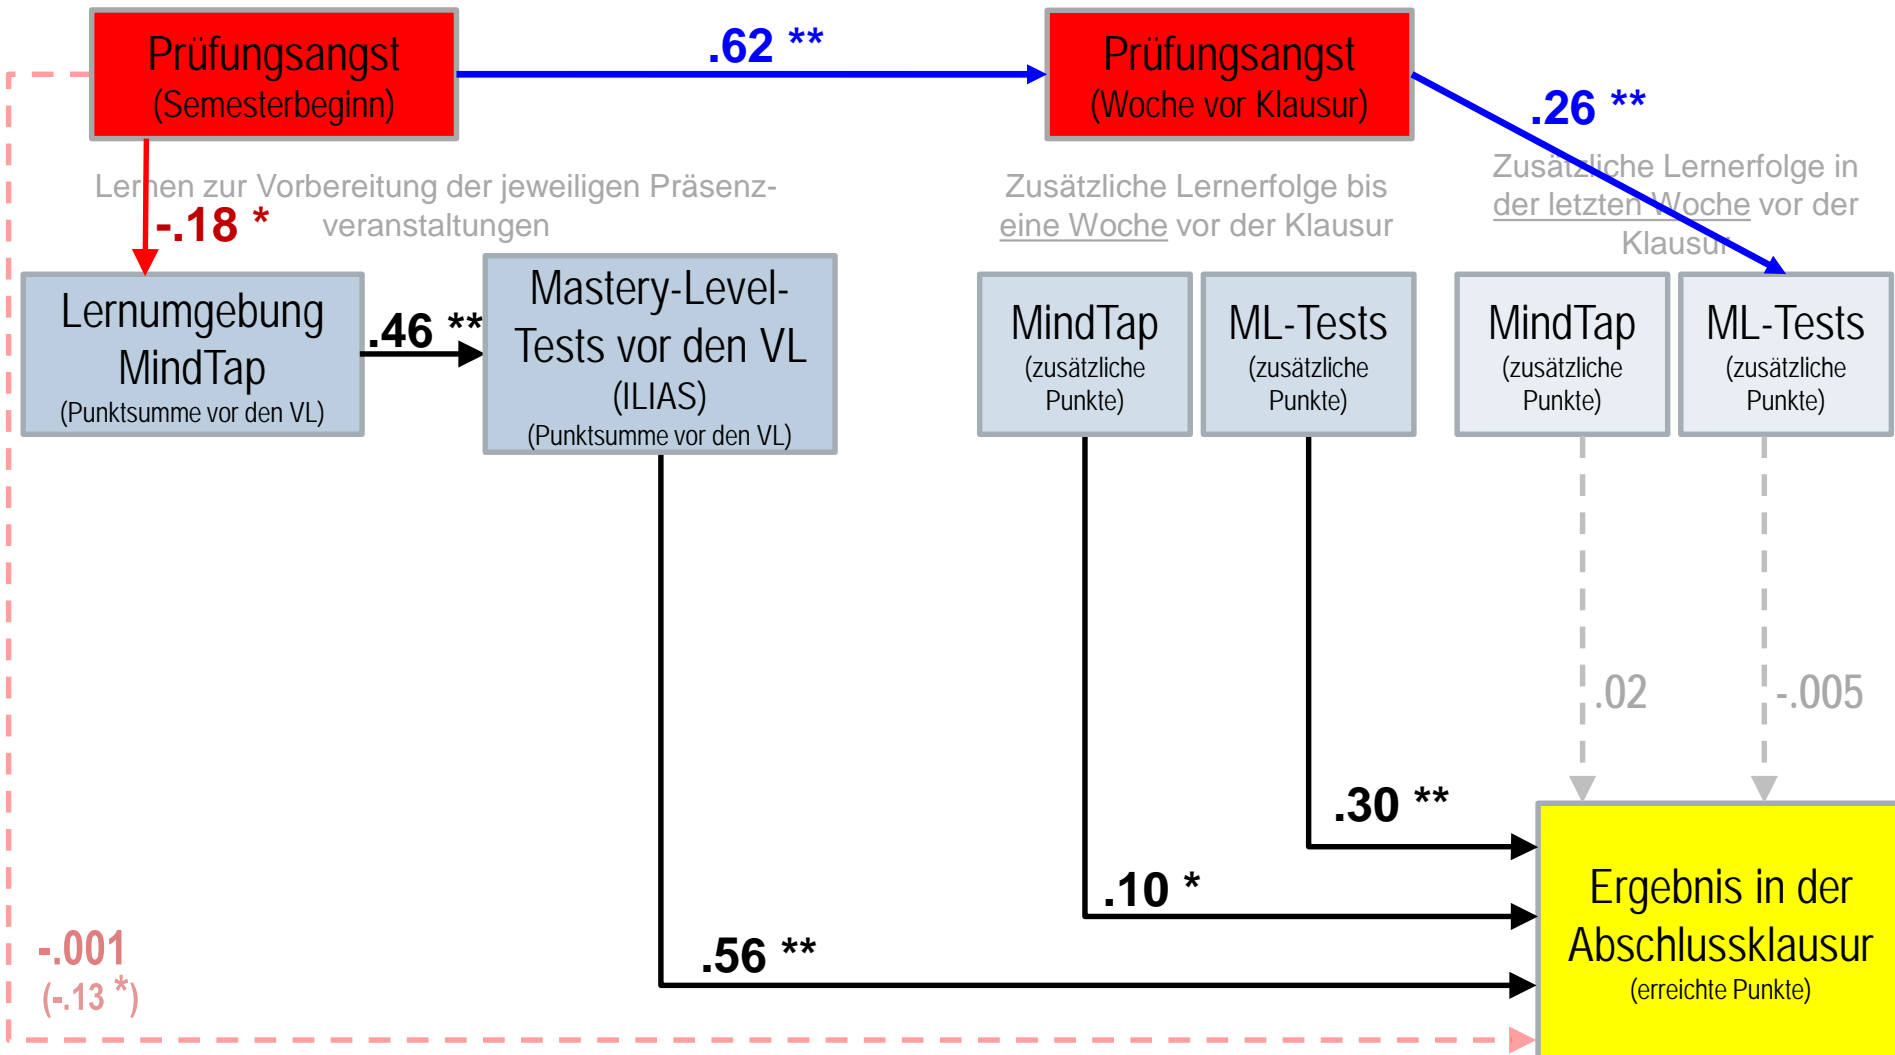 Prüfungsangst
(Semesterbeginn)
.62 **
Prüfungsangst
(Woche vor Klausur)
.26 **
Lernen zur Vorbereitung der jeweiligen Präsenz-
veranstaltungen
-.18 *
Zusätzliche Lernerfolge bis
eine Woche vor der Klausur
Zusätzliche Lernerfolge in
der letzten Woche vor der
Klausur
Lernumgebung
MindTap
(Punktsumme vor den VL)
.46 **
Mastery-Level-
Tests vor den VL
(ILIAS)
(Punktsumme vor den VL)
MindTap
(zusätzliche
Punkte)
ML-Tests
(zusätzliche
Punkte)
MindTap
(zusätzliche
Punkte)
ML-Tests
(zusätzliche
Punkte)
.02
-.005
.30 **
.10 *
.56 **
-.001
(-.13 *)
Ergebnis in der
Abschlussklausur
(erreichte Punkte)